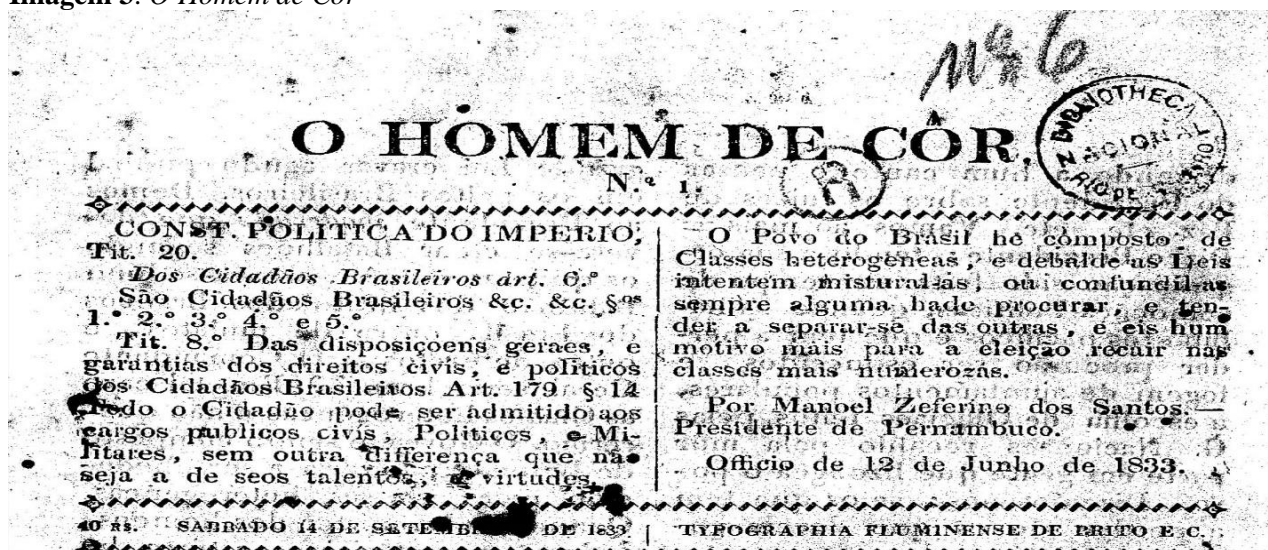 Imagem 3: O Homem de Cor
Nº 6
O HOMEM DE CÔR.
BIBLIOTHECA NACIONAL RIO DE
R
N.º 1.
CONST. POLITICA DO IMPERIO,
Tit. 20.
Dos Cidadãos Brasileiros art. 6.º
São Cidadãos Brasileiros &c. &c. §ºs
1.º 2.º 3.º 4.º e 5.º
Tit. 8.º Das disposiçoens geraes, e
garantias dos direitos civis, e politicos
dos Cidadãos Brasileiros. Art. 179 § 14
Todo o Cidadão pode ser admitido aos
cargos publicos civis, Politicos, e Mi-
litares, sem outra differença que não
seja a de seos talentos, e virtudes.
O Povo do Brasil he composto de
Classes heterogeneas, e debalde as Leis
intentem mistural-as, ou confundil-as
sempre alguma hade procurar, e ten-
der a separar-se das outras, e eis hum
motivo mais para a eleição recair nas
classes mais numerozas.
Por Manoel Zeferino dos Santos.—
Presidente de Pernambuco.
Officio de 12 de Junho de 1833.
40 RS. SABBADO 14 DE SETEMBRO DE 1833
TYPOGRAPHIA FLUMINENSE DE BRITO E C.